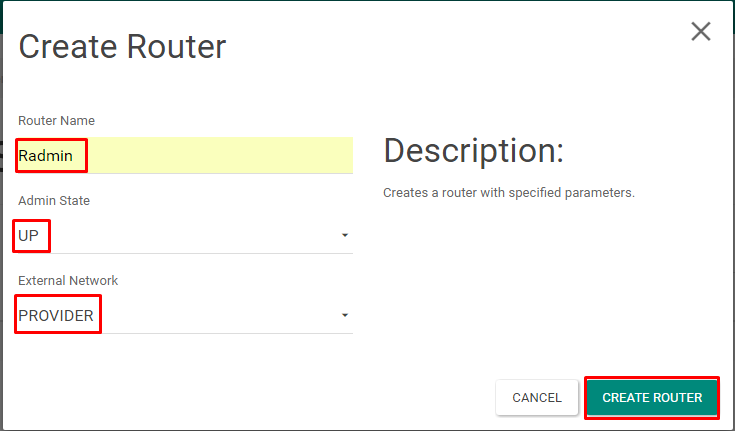 Create Router
Router Name
Radmin
Admin State
UP
External Network
PROVIDER
Description:
Creates a router with specified parameters.
CANCEL
CREATE ROUTER